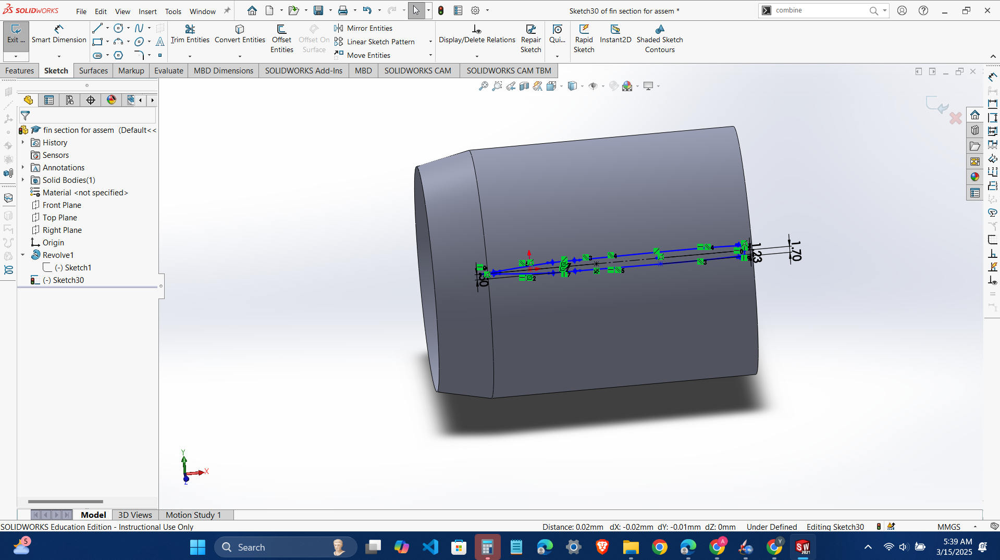 SOLIDWORKS
File Edit View Insert Tools Window
Sketch30 of fin section for assem *
combine
Exit ...
Smart Dimension
Trim Entities
Convert Entities
Offset Entities
Offset On Surface
Mirror Entities
Linear Sketch Pattern
Move Entities
Display/Delete Relations
Repair Sketch
Qui...
Rapid Sketch
Instant2D
Shaded Sketch Contours
Features Sketch Surfaces Markup Evaluate MBD Dimensions SOLIDWORKS Add-Ins MBD SOLIDWORKS CAM SOLIDWORKS CAM TBM
fin section for assem (Default<<
History
Sensors
Annotations
Solid Bodies(1)
Material <not specified>
Front Plane
Top Plane
Right Plane
Origin
Revolve1
(-) Sketch1
(-) Sketch30
1.70
Y
X
Z
Model 3D Views Motion Study 1
SOLIDWORKS Education Edition - Instructional Use Only
Distance: 0.02mm dX: -0.02mm dY: -0.01mm dZ: 0mm Under Defined Editing Sketch30 MMGS
5
Search
SW
2021
5:39 AM
3/15/2025